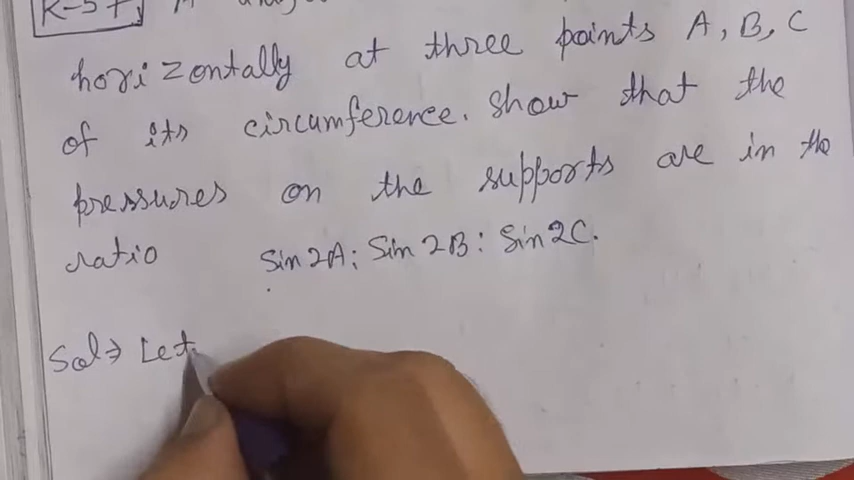 horizontally at three points A, B, C
of its circumference. Show that the
pressures on the supports are in the
ratio Sin 2A : Sin 2B : Sin 2C.
Sol⇒ Let